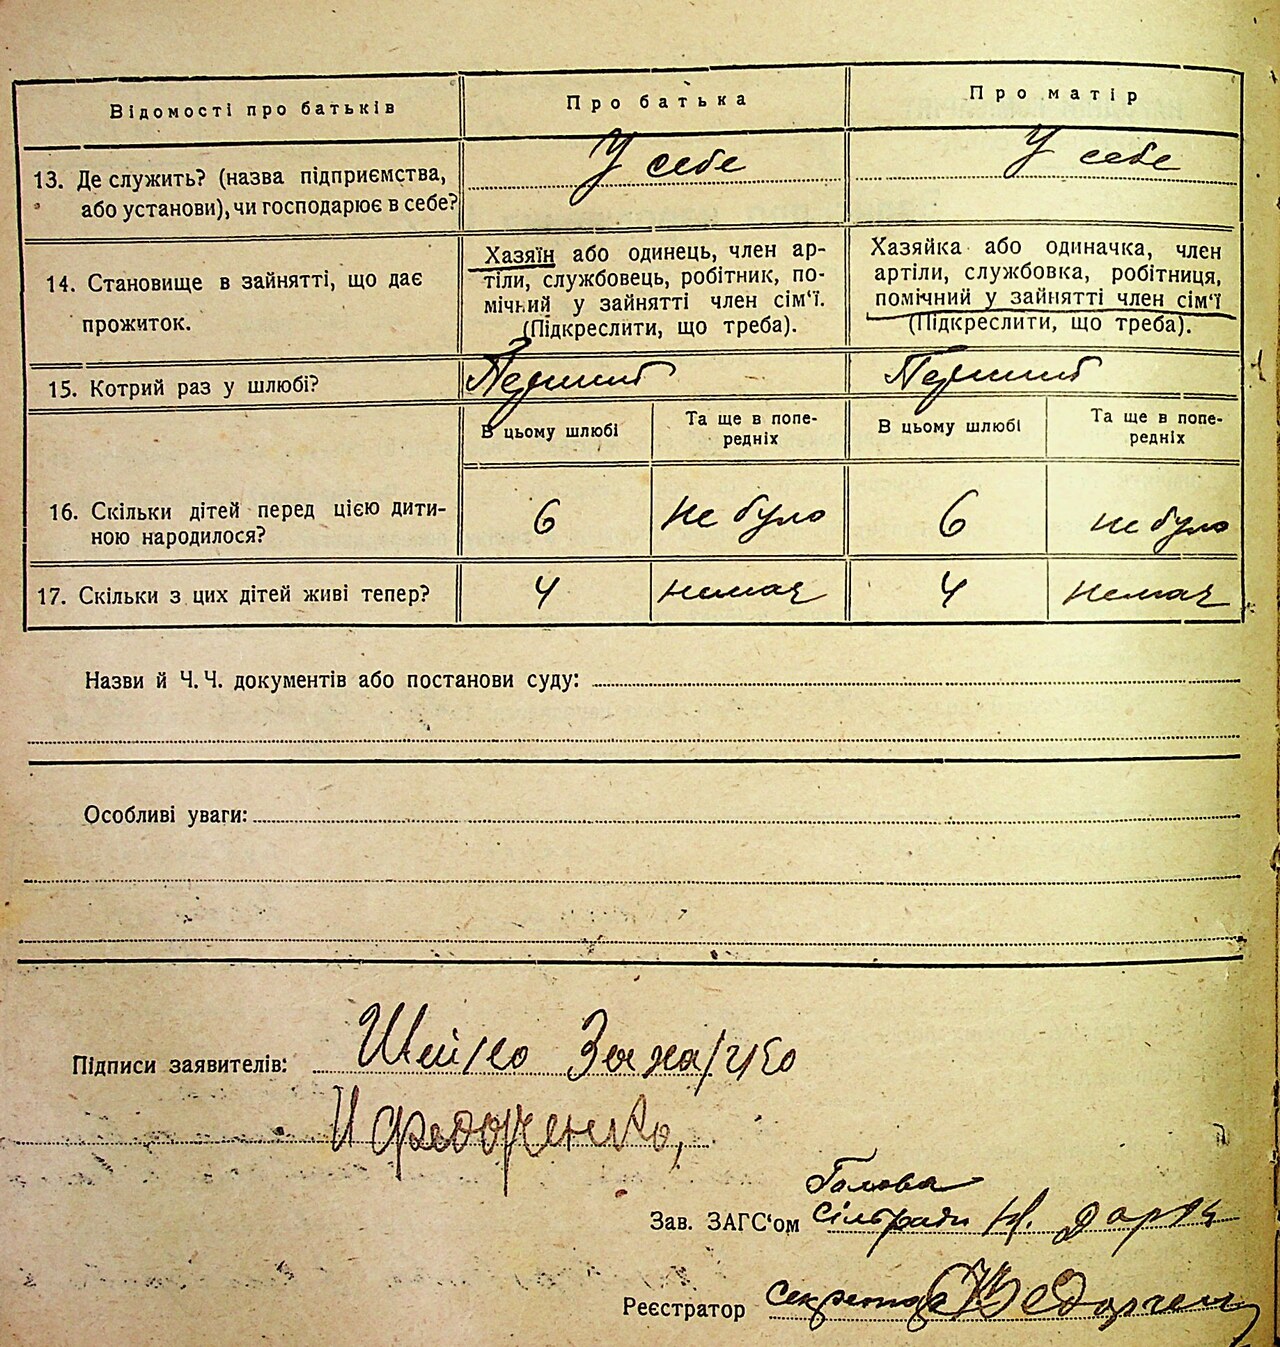 Відомості про батьків
Про батька
Про матір
13. Де служить? (назва підприємства,
або установи), чи господарює в себе?
У себе
У себе
14. Становище в зайнятті, що дає
прожиток.
Хазяїн або одинець, член ар-
тіли, службовець, робітник, по-
мічний у зайнятті член сім'ї.
(Підкреслити, що треба).
Хазяйка або одиначка, член
артіли, службовка, робітниця,
помічний у зайнятті член сім'ї
(Підкреслити, що треба).
15. Котрий раз у шлюбі?
Перший
Перший
В цьому шлюбі
Та ще в попе-
редніх
В цьому шлюбі
Та ще в попе-
редніх
16. Скільки дітей перед цією дити-
ною народилося?
6
не було
6
не було
17. Скільки з цих дітей живі тепер?
4
немає
4
немає
Назви й Ч. Ч. документів або постанови суду:
Особливі уваги:
Підписи заявителів:
И Федорченко,
Голова
Зав. ЗАГС'ом Сільради
Реєстратор секретар